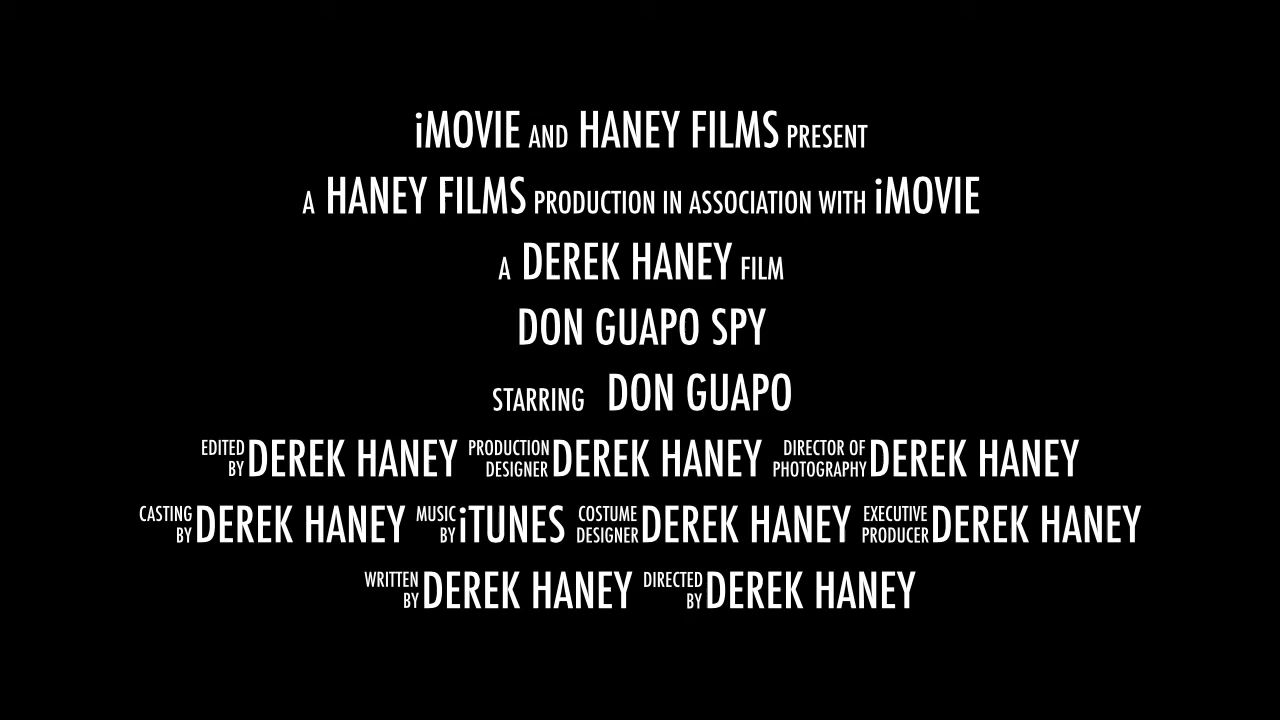 iMOVIE AND HANEY FILMS PRESENT
A HANEY FILMS PRODUCTION IN ASSOCIATION WITH iMOVIE
A DEREK HANEY FILM
DON GUAPO SPY
STARRING DON GUAPO
EDITED BY DEREK HANEY PRODUCTION DESIGNER DEREK HANEY DIRECTOR OF PHOTOGRAPHY DEREK HANEY
CASTING BY DEREK HANEY MUSIC BY iTUNES COSTUME DESIGNER DEREK HANEY EXECUTIVE PRODUCER DEREK HANEY
WRITTEN BY DEREK HANEY DIRECTED BY DEREK HANEY